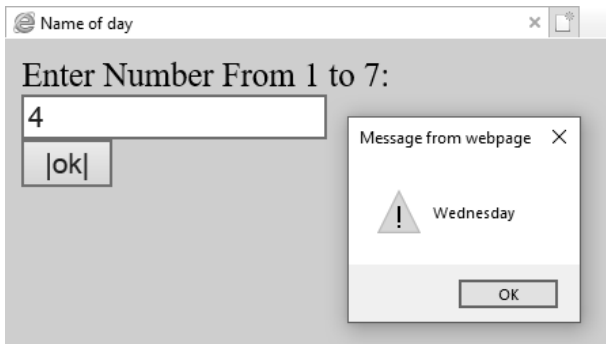 Name of day
Enter Number From 1 to 7:
4
|ok|
Message from webpage
!
Wednesday
OK